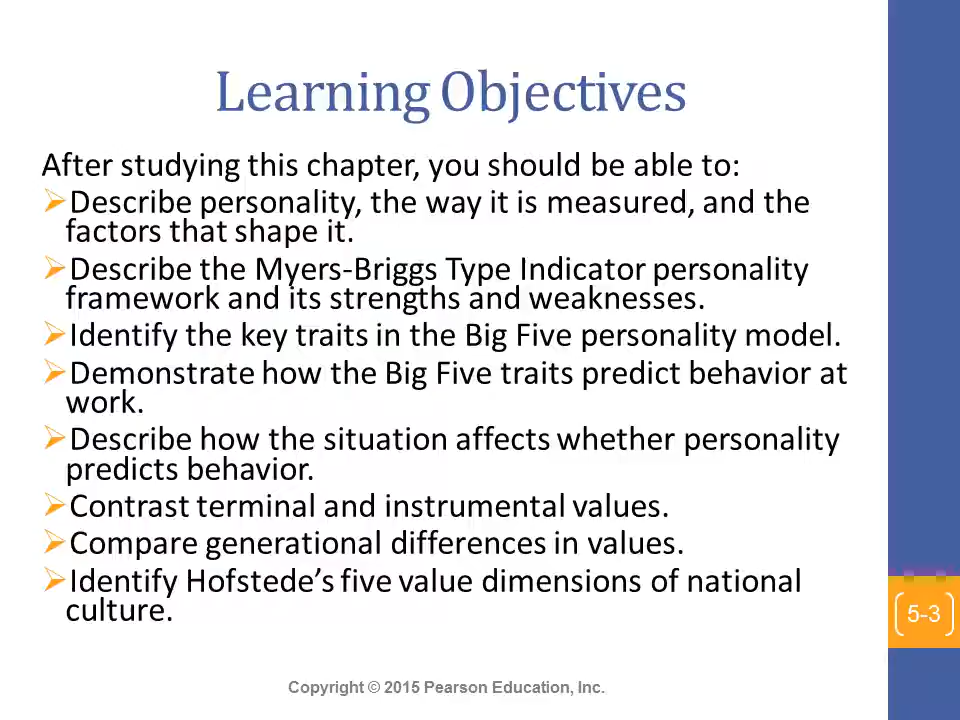 Learning Objectives
After studying this chapter, you should be able to:
➢Describe personality, the way it is measured, and the
factors that shape it.
➢Describe the Myers-Briggs Type Indicator personality
framework and its strengths and weaknesses.
➢Identify the key traits in the Big Five personality model.
➢Demonstrate how the Big Five traits predict behavior at
work.
➢Describe how the situation affects whether personality
predicts behavior.
➢Contrast terminal and instrumental values.
➢Compare generational differences in values.
➢Identify Hofstede’s five value dimensions of national
culture.
5-3
Copyright © 2015 Pearson Education, Inc.